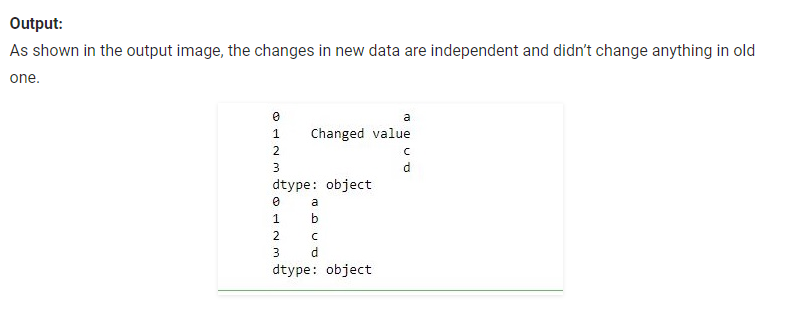 Output:
As shown in the output image, the changes in new data are independent and didn't change anything in old
one.
0                a
1    Changed value
2                c
3                d
dtype: object
0    a
1    b
2    c
3    d
dtype: object